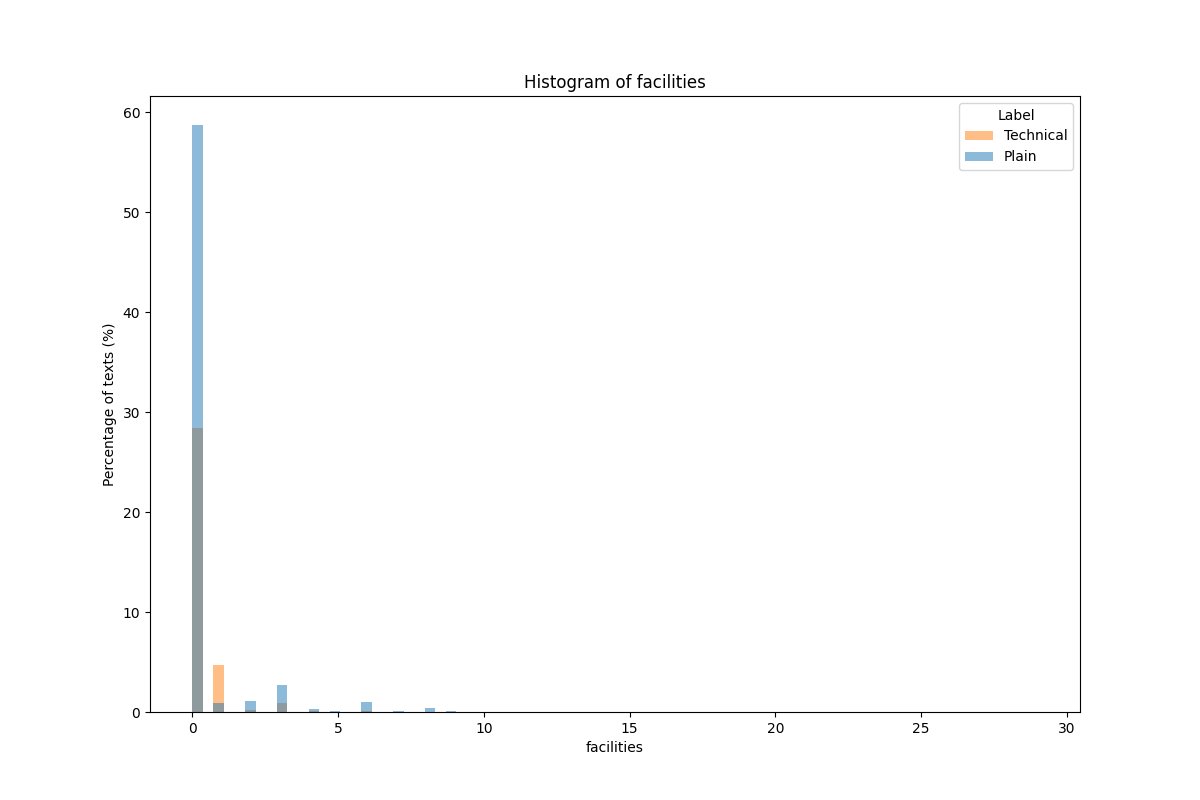 Histogram of facilities
Label
Technical
Plain
60
50
40
30
20
10
0
Percentage of texts (%)
0 5 10 15 20 25 30
facilities